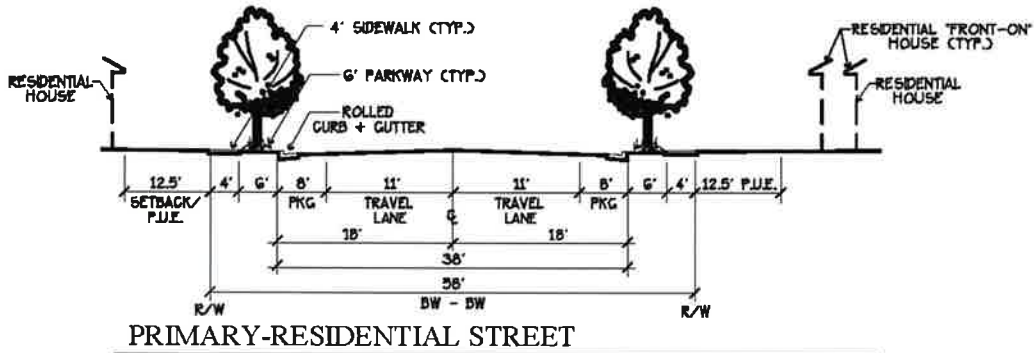 4' SIDEWALK (TYP.)
6' PARKWAY (TYP.)
ROLLED
CURB + GUTTER
RESIDENTIAL
HOUSE
RESIDENTIAL "FRONT-ON"
HOUSE (TYP.)
RESIDENTIAL
HOUSE
12.5' 4' 6' 8' 11' 11' 8' 6' 4' 12.5' P.U.E.
SETBACK/
P.U.E.
PKG
TRAVEL
LANE
℄
TRAVEL
LANE
PKG
18' 18'
38'
58'
BW - BW
R/W R/W
PRIMARY-RESIDENTIAL STREET